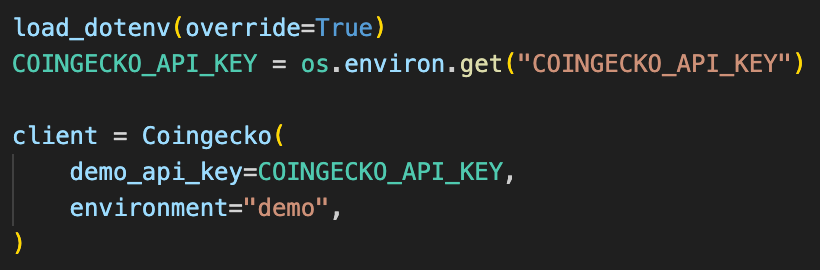 load_dotenv(override=True)
COINGECKO_API_KEY = os.environ.get("COINGECKO_API_KEY")
client = Coingecko(
    demo_api_key=COINGECKO_API_KEY,
    environment="demo",
)